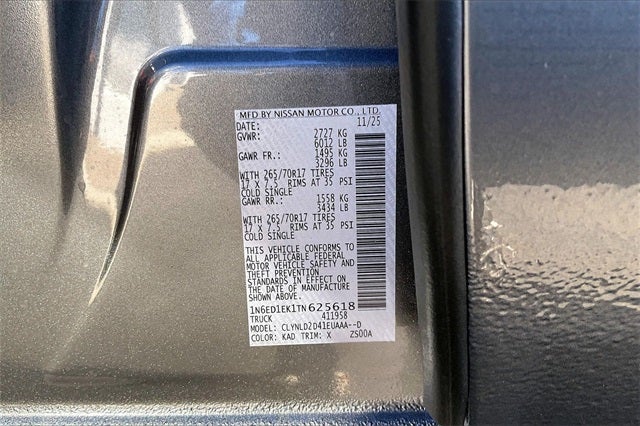 MFD BY NISSAN MOTOR CO., LTD.
DATE: 11/25
GVWR: 2727 KG
6012 LB
GAWR FR.: 1495 KG
3296 LB
WITH 265/70R17 TIRES
17 X 7.5 RIMS AT 35 PSI
COLD SINGLE
GAWR RR.: 1558 KG
3434 LB
WITH 265/70R17 TIRES
17 X 7.5 RIMS AT 35 PSI
COLD SINGLE
THIS VEHICLE CONFORMS TO
ALL APPLICABLE FEDERAL
MOTOR VEHICLE SAFETY AND
THEFT PREVENTION
STANDARDS IN EFFECT ON
THE DATE OF MANUFACTURE
SHOWN ABOVE.
1N6ED1EK1TN625618
TRUCK 411958
MODEL: CLYNLD2D41EUAAA--D
COLOR: KAD TRIM: X ZS00A